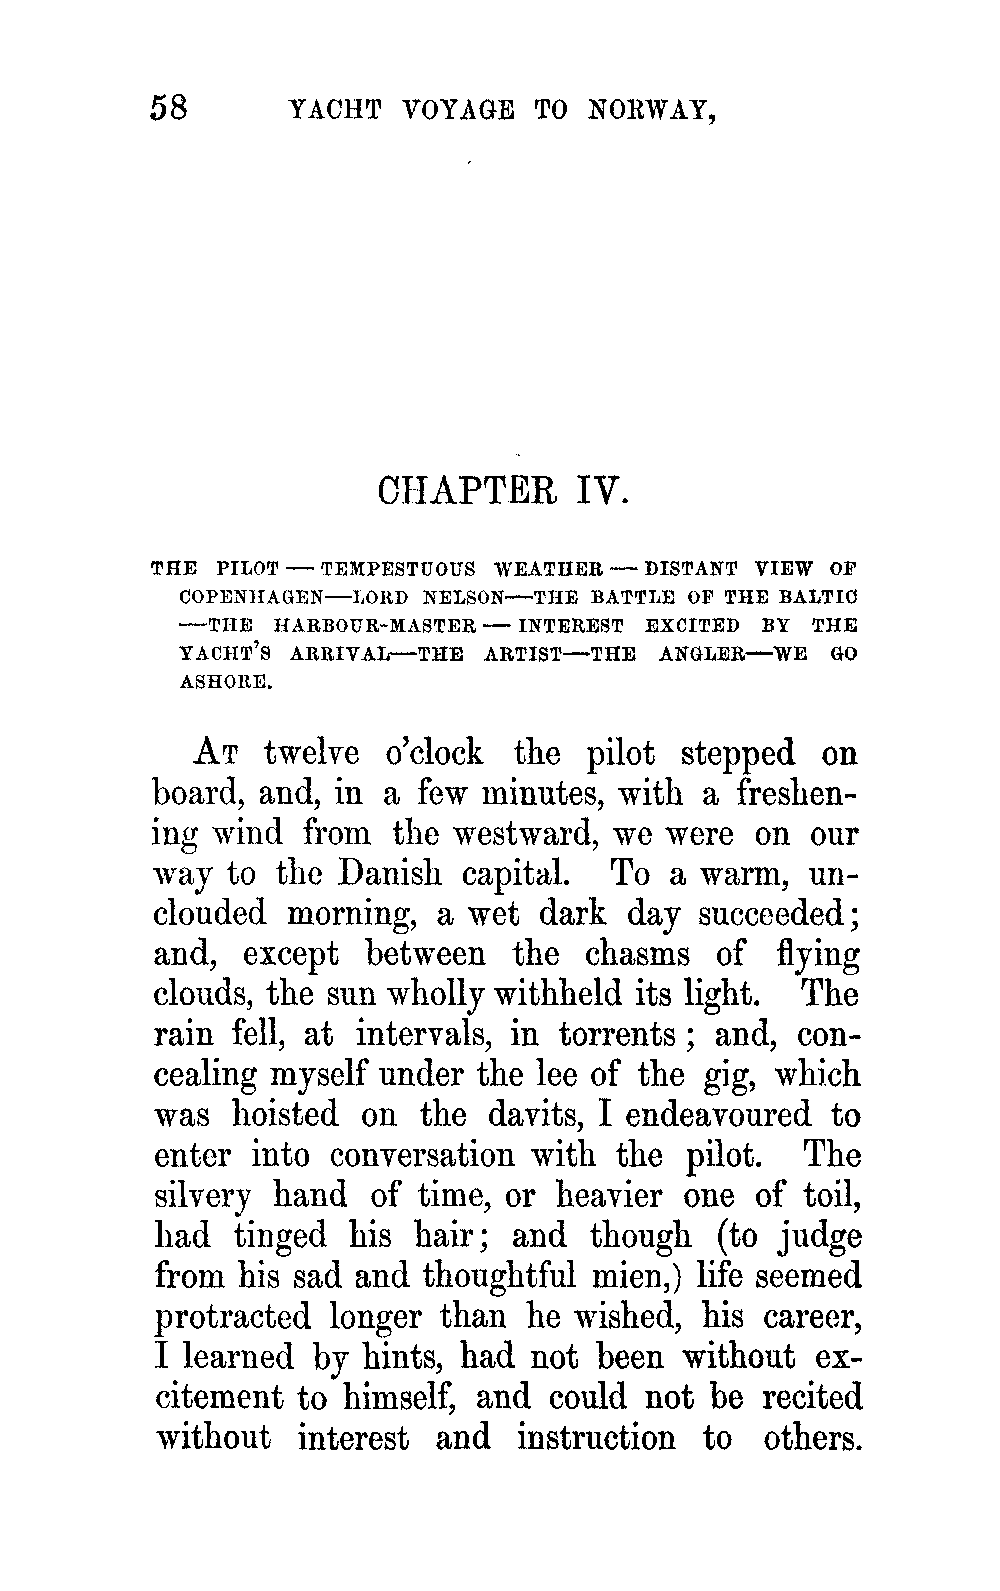 58 YACHT VOYAGE TO NORWAY,
CHAPTER IV.
THE PILOT — TEMPESTUOUS WEATHER — DISTANT VIEW OF
COPENHAGEN—LORD NELSON—THE BATTLE OF THE BALTIC
—THE HARBOUR-MASTER — INTEREST EXCITED BY THE
YACHT'S ARRIVAL—THE ARTIST—THE ANGLER—WE GO
ASHORE.
AT twelve o'clock the pilot stepped on
board, and, in a few minutes, with a freshen-
ing wind from the westward, we were on our
way to the Danish capital. To a warm, un-
clouded morning, a wet dark day succeeded;
and, except between the chasms of flying
clouds, the sun wholly withheld its light. The
rain fell, at intervals, in torrents; and, con-
cealing myself under the lee of the gig, which
was hoisted on the davits, I endeavoured to
enter into conversation with the pilot. The
silvery hand of time, or heavier one of toil,
had tinged his hair; and though (to judge
from his sad and thoughtful mien,) life seemed
protracted longer than he wished, his career,
I learned by hints, had not been without ex-
citement to himself, and could not be recited
without interest and instruction to others.